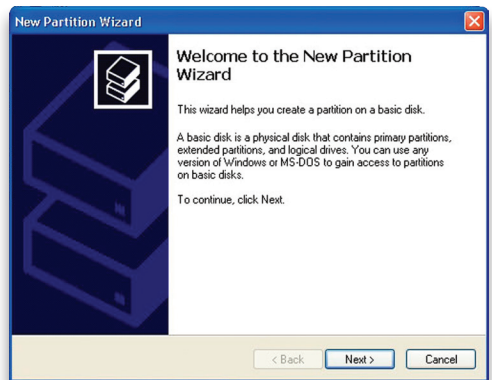 New Partition Wizard
Welcome to the New Partition
Wizard
This wizard helps you create a partition on a basic disk.
A basic disk is a physical disk that contains primary partitions,
extended partitions, and logical drives. You can use any
version of Windows or MS-DOS to gain access to partitions
on basic disks.
To continue, click Next.
< Back
Next >
Cancel